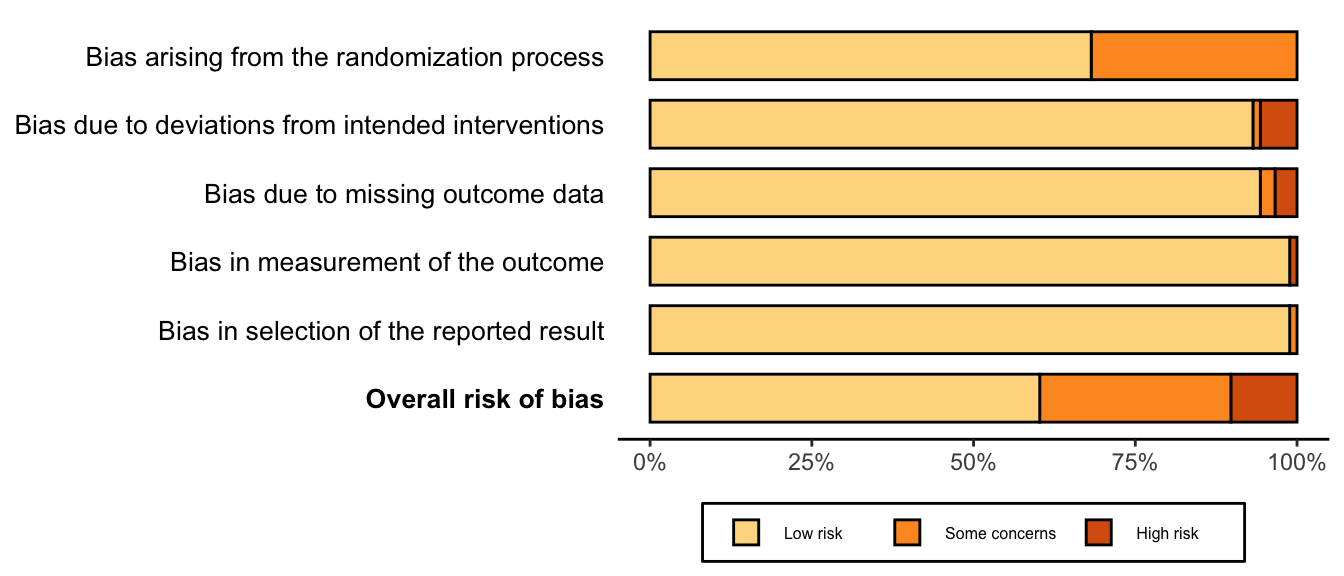 Bias arising from the randomization process
Bias due to deviations from intended interventions
Bias due to missing outcome data
Bias in measurement of the outcome
Bias in selection of the reported result
Overall risk of bias
0% 25% 50% 75% 100%
Low risk Some concerns High risk